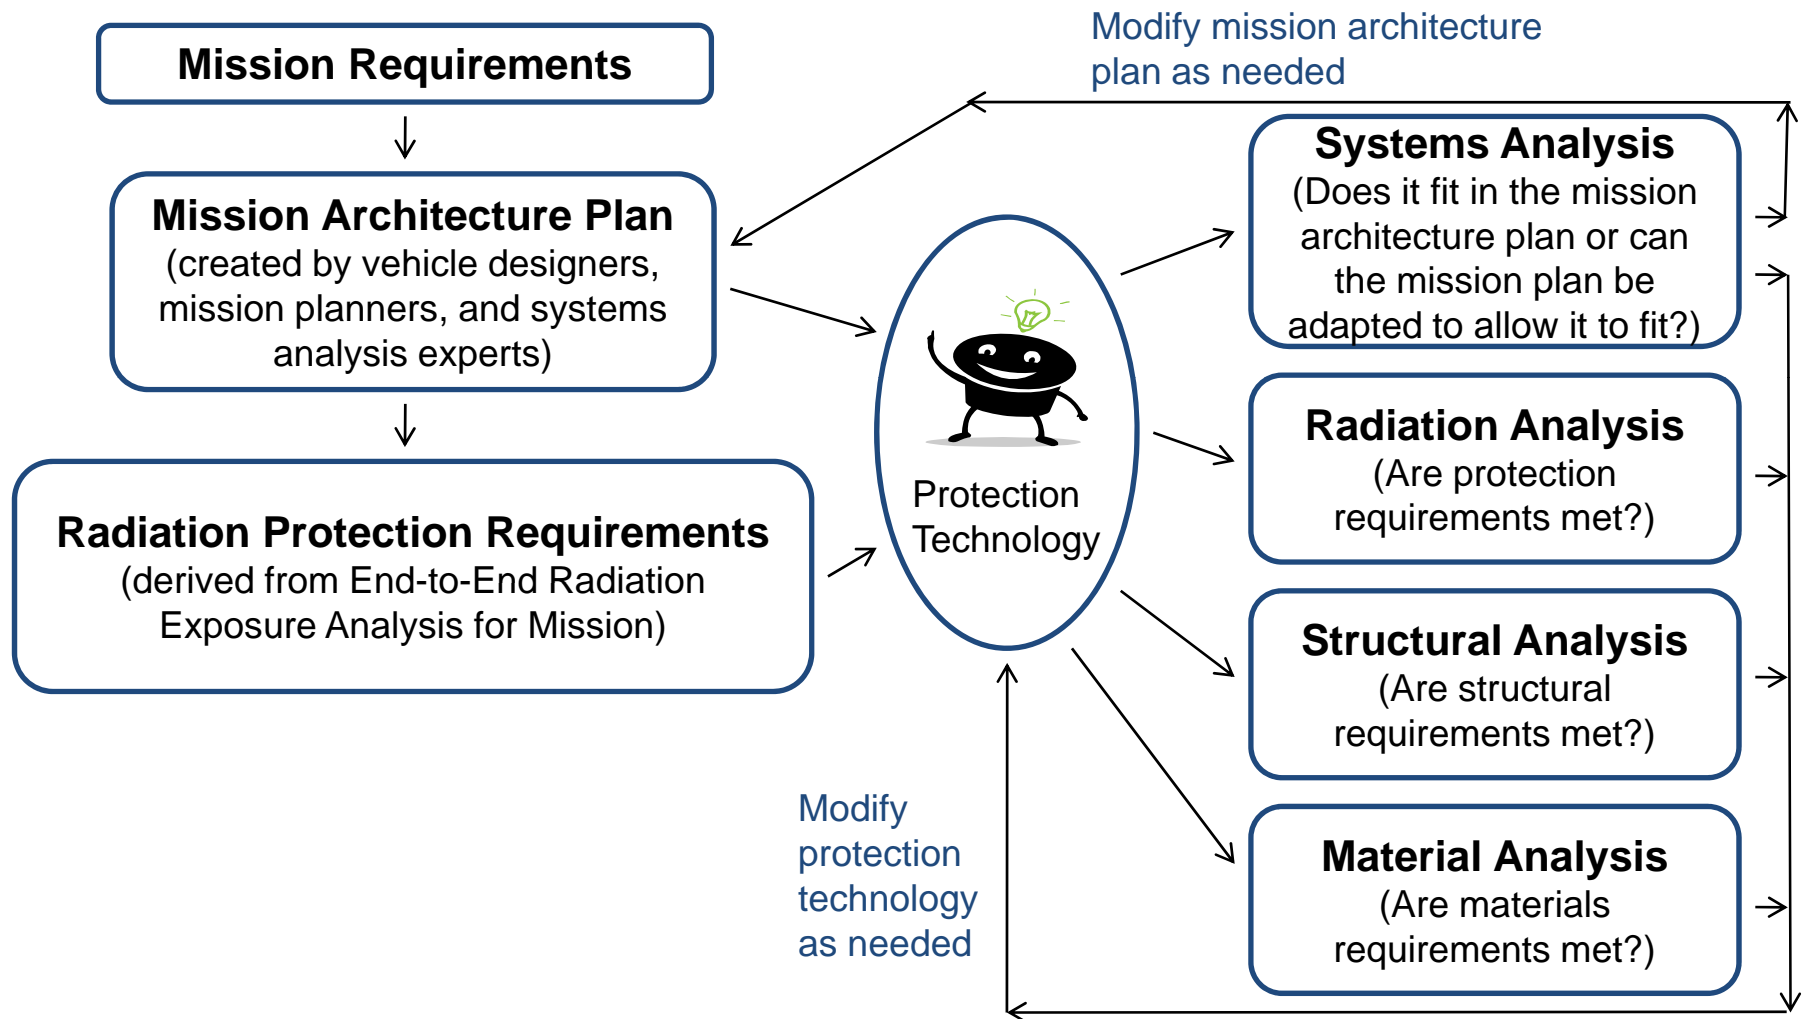 Mission Requirements
Mission Architecture Plan
(created by vehicle designers,
mission planners, and systems
analysis experts)
Radiation Protection Requirements
(derived from End-to-End Radiation
Exposure Analysis for Mission)
Protection
Technology
Modify mission architecture
plan as needed
Systems Analysis
(Does it fit in the mission
architecture plan or can
the mission plan be
adapted to allow it to fit?)
Radiation Analysis
(Are protection
requirements met?)
Structural Analysis
(Are structural
requirements met?)
Material Analysis
(Are materials
requirements met?)
Modify
protection
technology
as needed